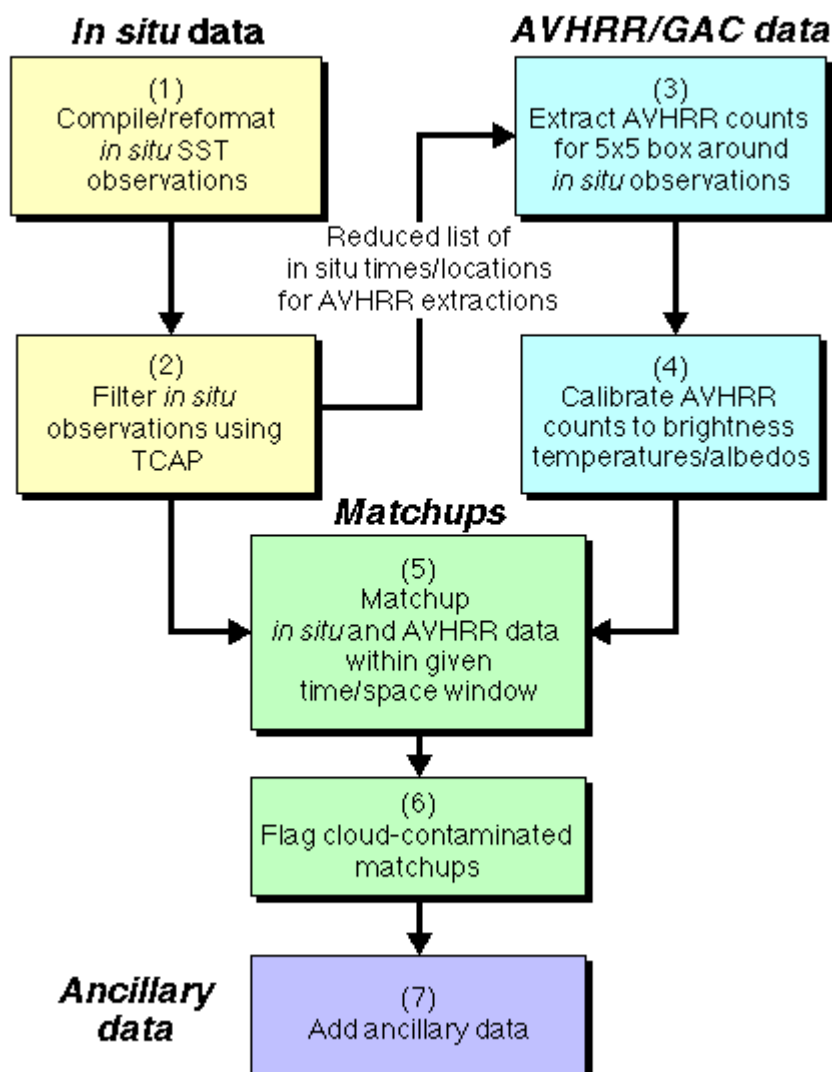 In situ data
(1)
Compile/reformat
in situ SST
observations
(2)
Filter in situ
observations using
TCAP
Reduced list of
in situ times/locations
for AVHRR extractions
AVHRR/GAC data
(3)
Extract AVHRR counts
for 5x5 box around
in situ observations
(4)
Calibrate AVHRR
counts to brightness
temperatures/albedos
Matchups
(5)
Matchup
in situ and AVHRR data
within given
time/space window
(6)
Flag cloud-contaminated
matchups
Ancillary
data
(7)
Add ancillary data